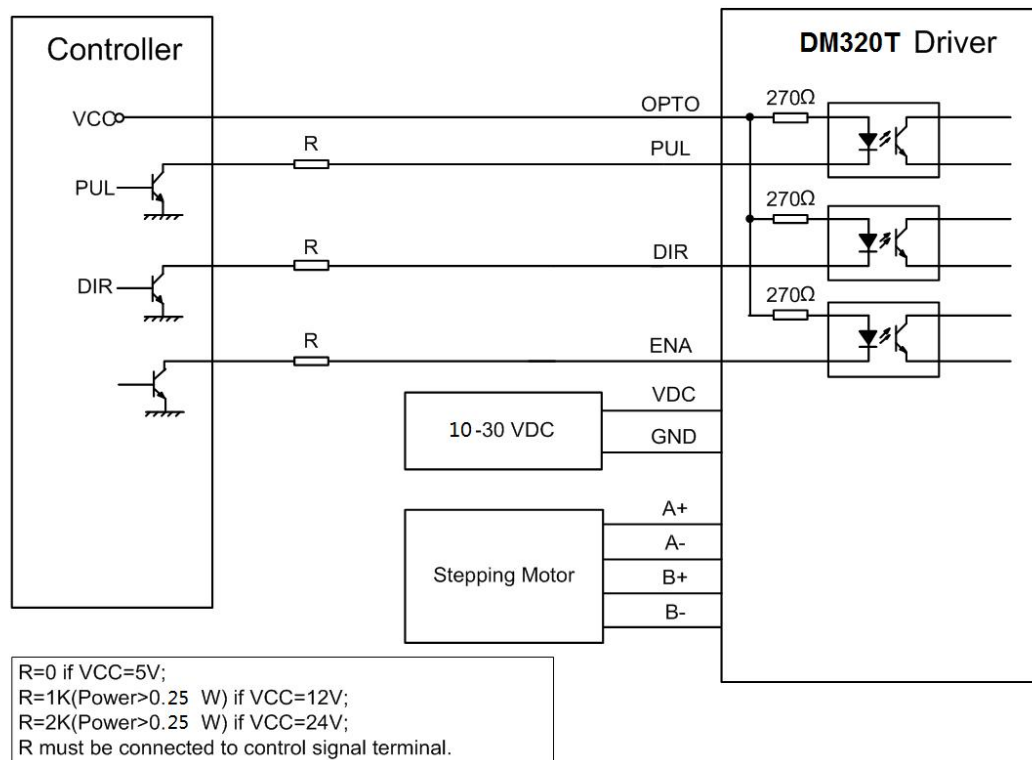 Controller
DM320T Driver
VCC
OPTO
270Ω
R
PUL
PUL
270Ω
R
DIR
DIR
270Ω
R
ENA
VDC
10-30 VDC
GND
A+
A-
Stepping Motor
B+
B-
R=0 if VCC=5V;
R=1K(Power>0.25 W) if VCC=12V;
R=2K(Power>0.25 W) if VCC=24V;
R must be connected to control signal terminal.